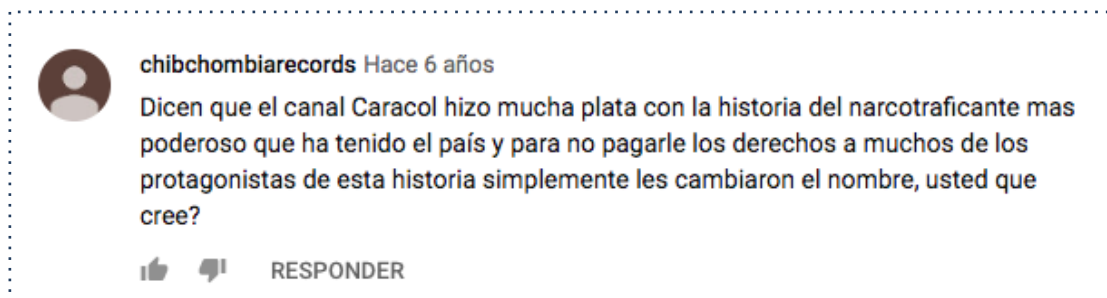 chibchombiarecords Hace 6 años
Dicen que el canal Caracol hizo mucha plata con la historia del narcotraficante mas
poderoso que ha tenido el país y para no pagarle los derechos a muchos de los
protagonistas de esta historia simplemente les cambiaron el nombre, usted que
cree?
RESPONDER